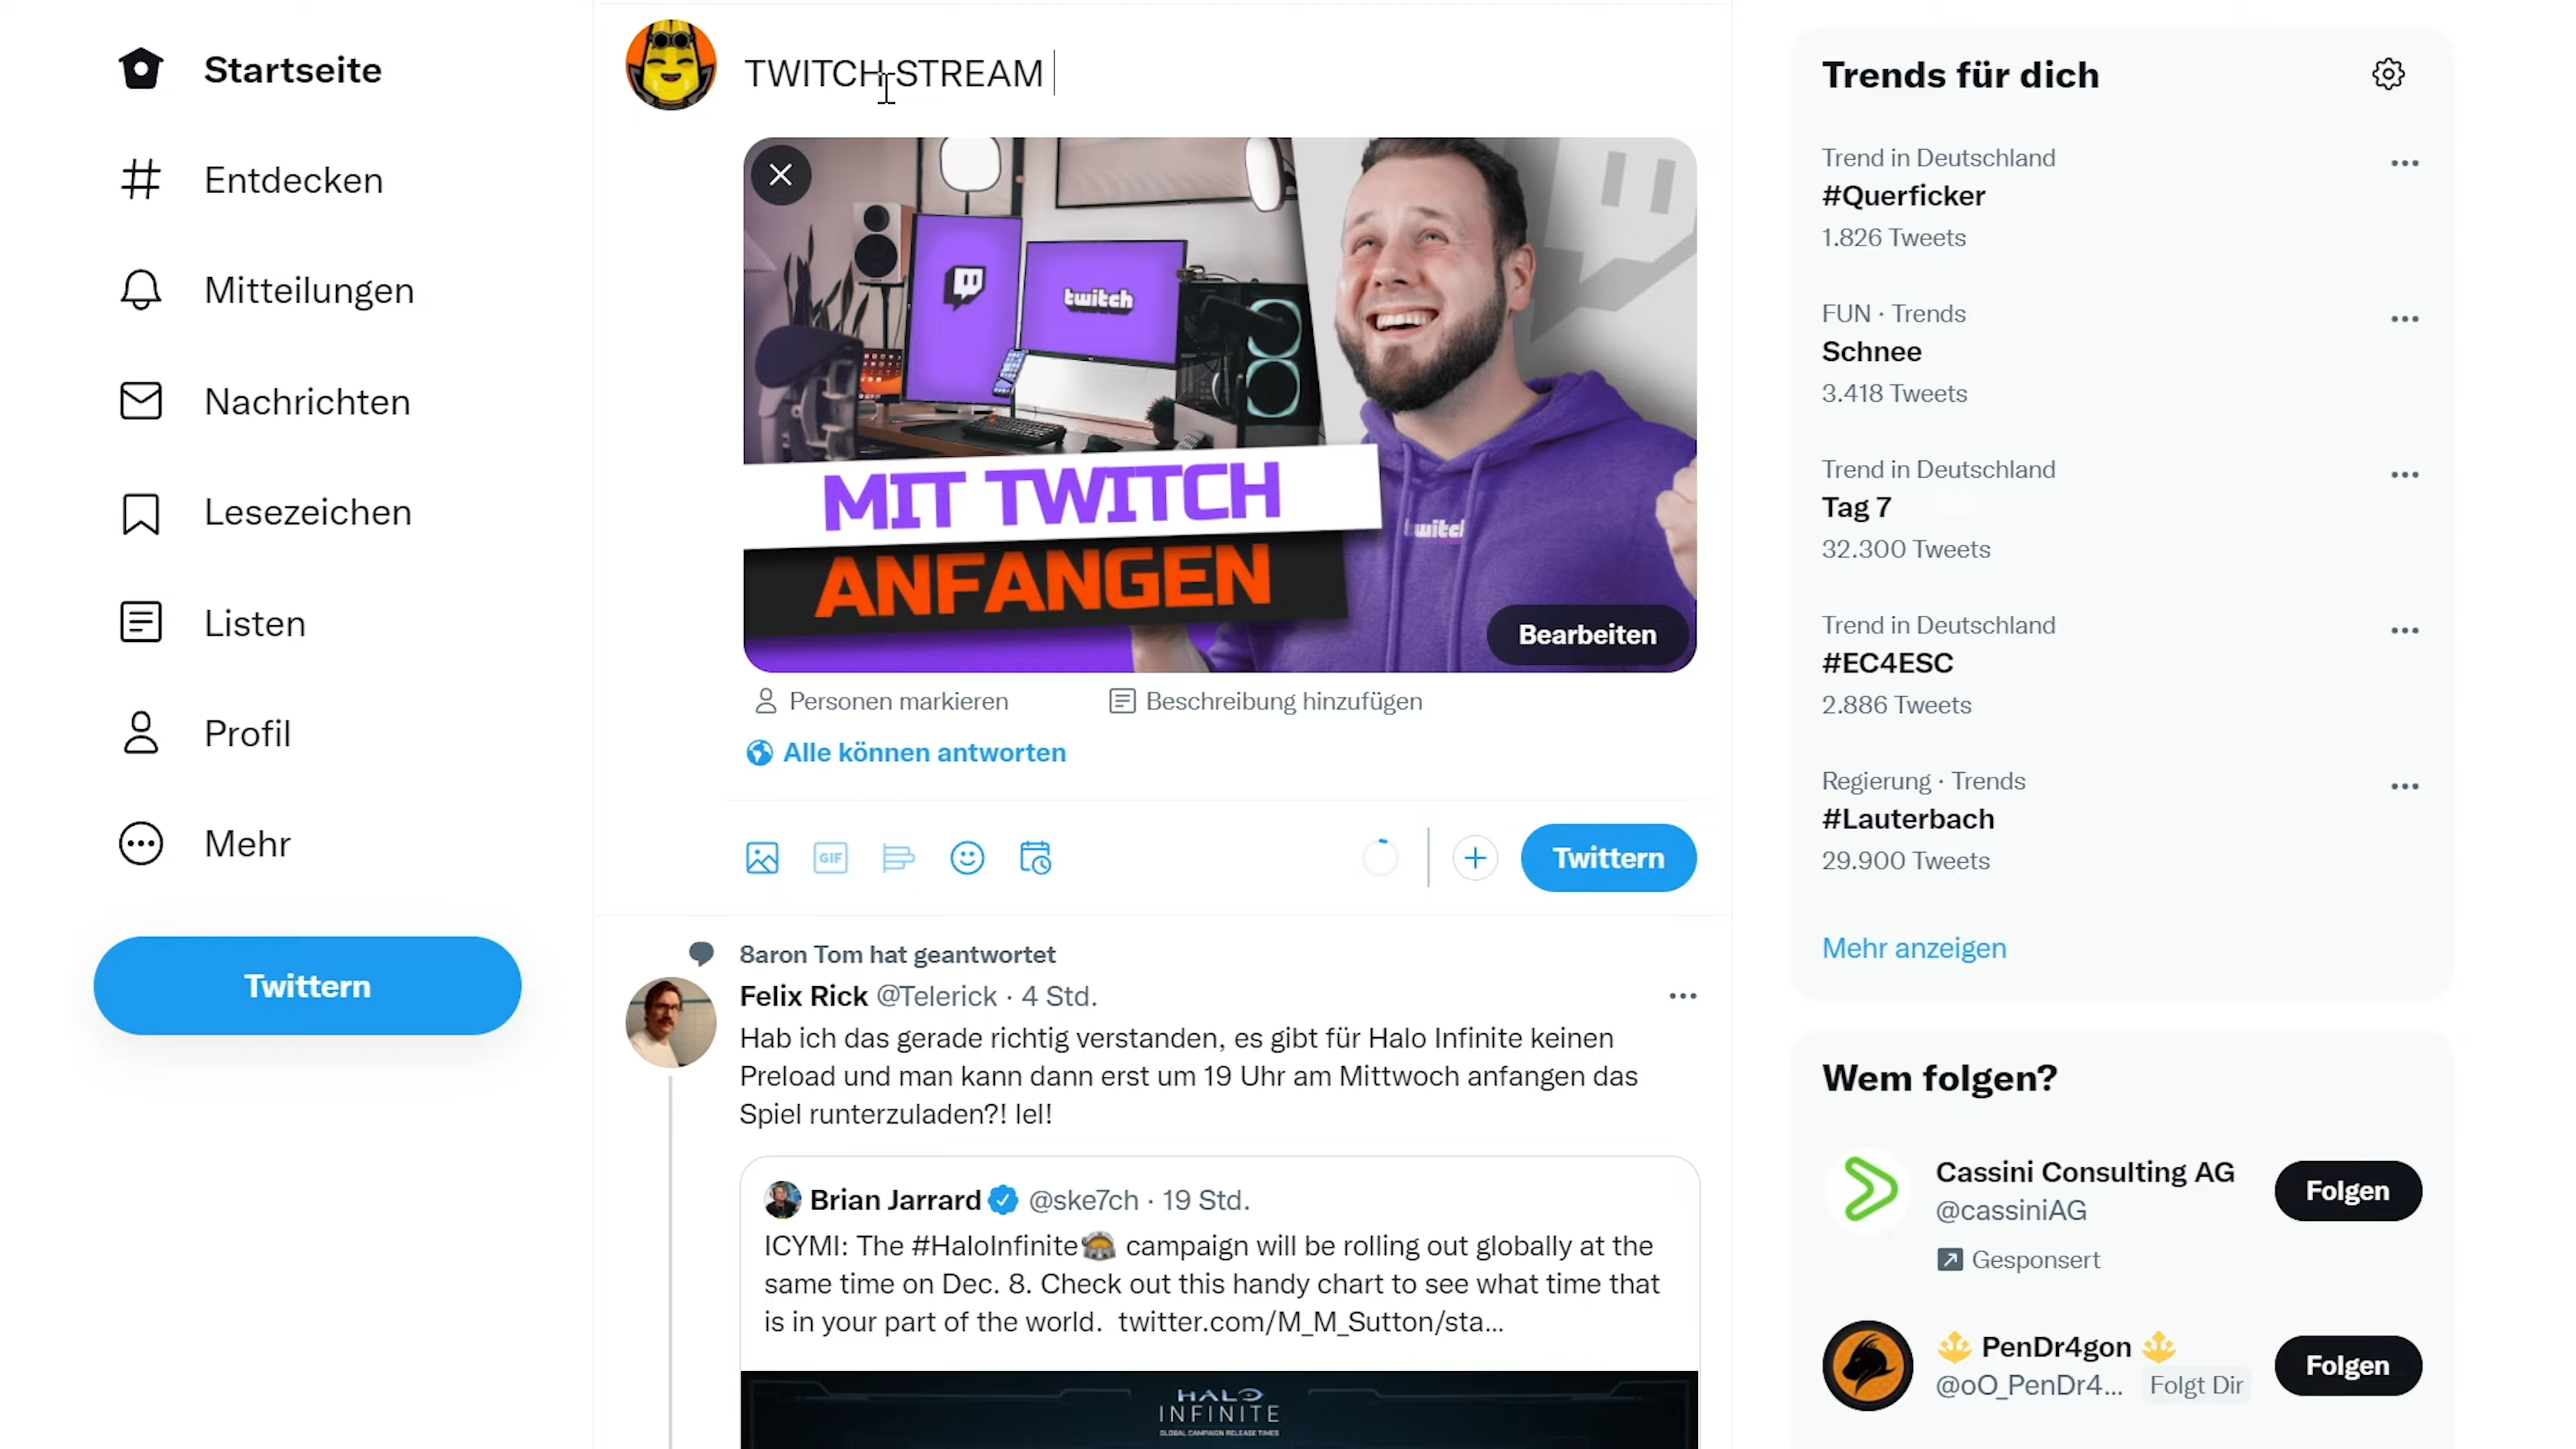 Startseite
Entdecken
Mitteilungen
Nachrichten
Lesezeichen
Listen
Profil
Mehr
Twittern
TWITCH STREAM
twitch
MIT TWITCH
ANFANGEN
twitch
Bearbeiten
Personen markieren
Beschreibung hinzufügen
Alle können antworten
GIF
Twittern
8aron Tom hat geantwortet
Felix Rick @Telerick · 4 Std.
Hab ich das gerade richtig verstanden, es gibt für Halo Infinite keinen
Preload und man kann dann erst um 19 Uhr am Mittwoch anfangen das
Spiel runterzuladen?! lel!
Brian Jarrard @ske7ch · 19 Std.
ICYMI: The #HaloInfinite campaign will be rolling out globally at the
same time on Dec. 8. Check out this handy chart to see what time that
is in your part of the world. twitter.com/M_M_Sutton/sta...
HALO
INFINITE
GLOBAL CAMPAIGN RELEASE TIMES
Trends für dich
Trend in Deutschland
#Querficker
1.826 Tweets
FUN · Trends
Schnee
3.418 Tweets
Trend in Deutschland
Tag 7
32.300 Tweets
Trend in Deutschland
#EC4ESC
2.886 Tweets
Regierung · Trends
#Lauterbach
29.900 Tweets
Mehr anzeigen
Wem folgen?
Cassini Consulting AG
@cassiniAG
Folgen
Gesponsert
PenDr4gon
@oO_PenDr4... Folgt Dir
Folgen